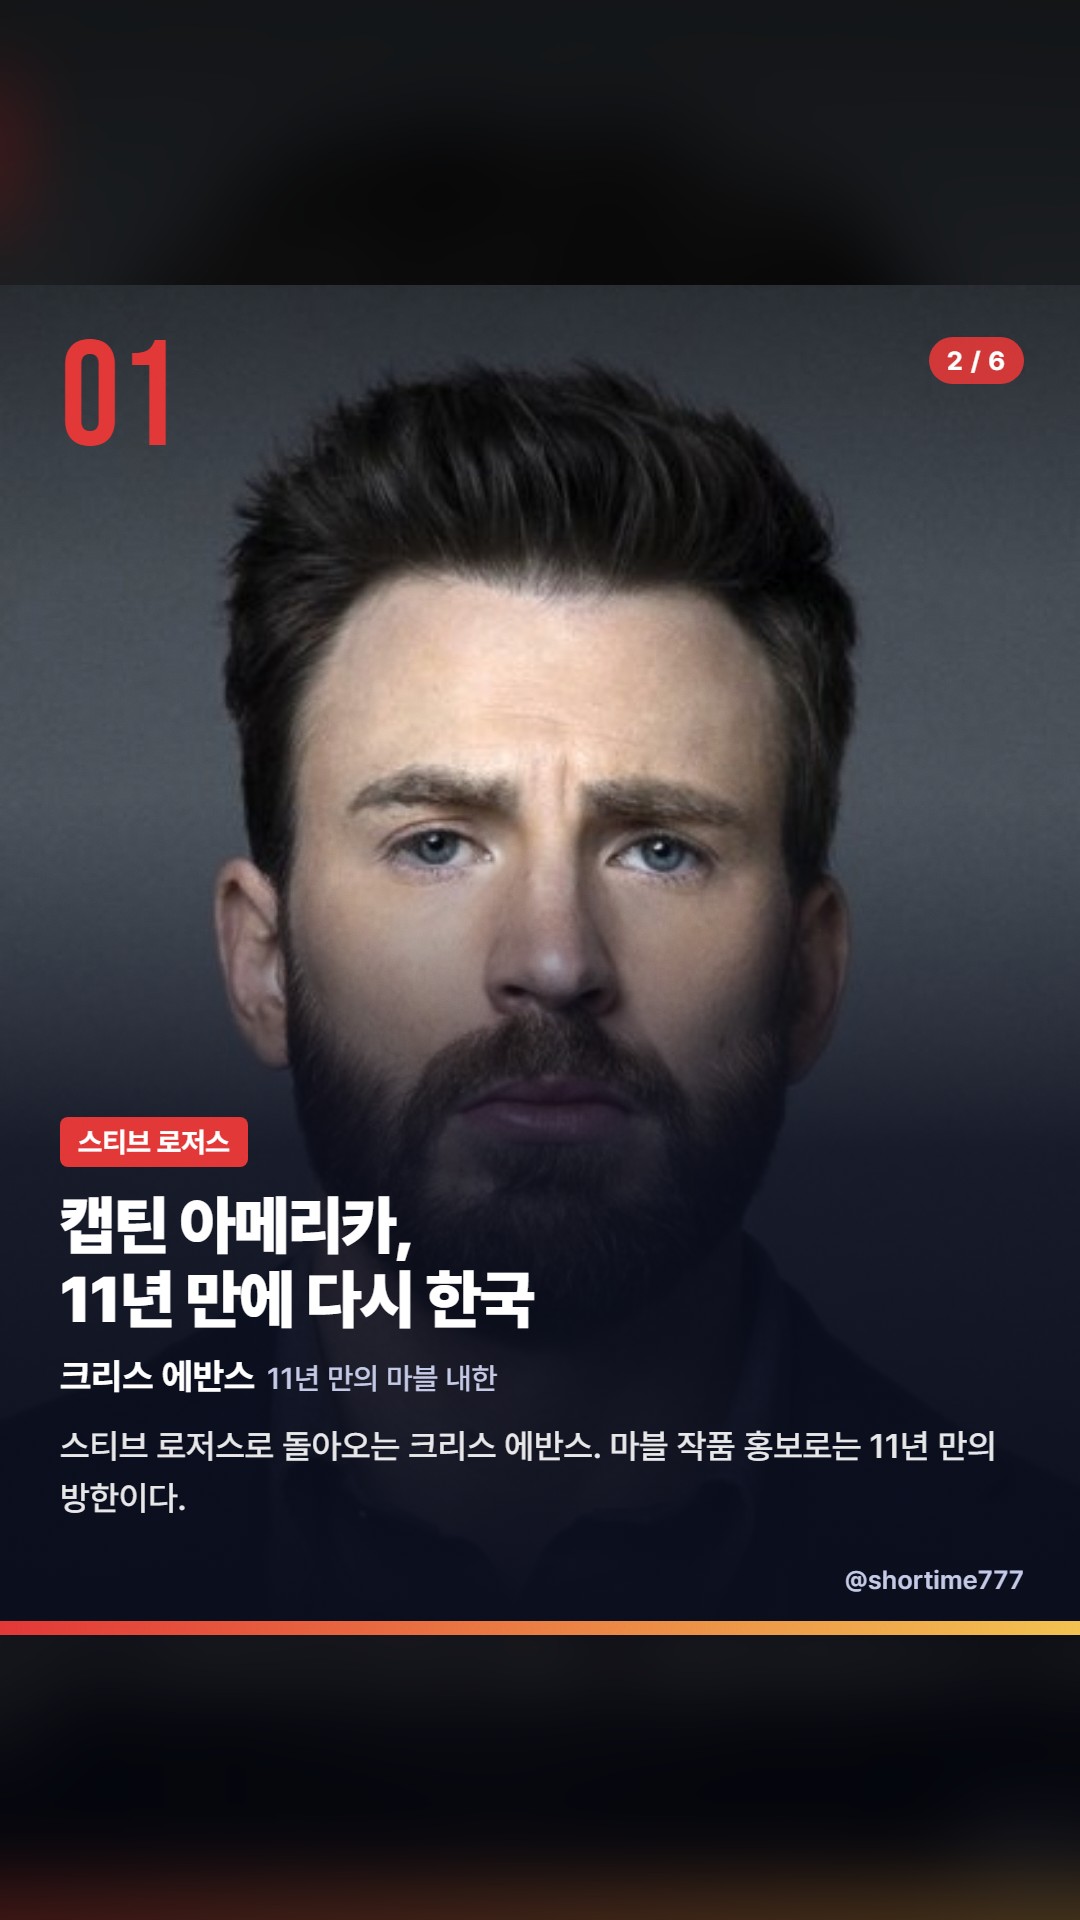 01
2 / 6
스티브 로저스
캡틴 아메리카,
11년 만에 다시 한국
크리스 에반스 11년 만의 마블 내한
스티브 로저스로 돌아오는 크리스 에반스. 마블 작품 홍보로는 11년 만의
방한이다.
@shortime777